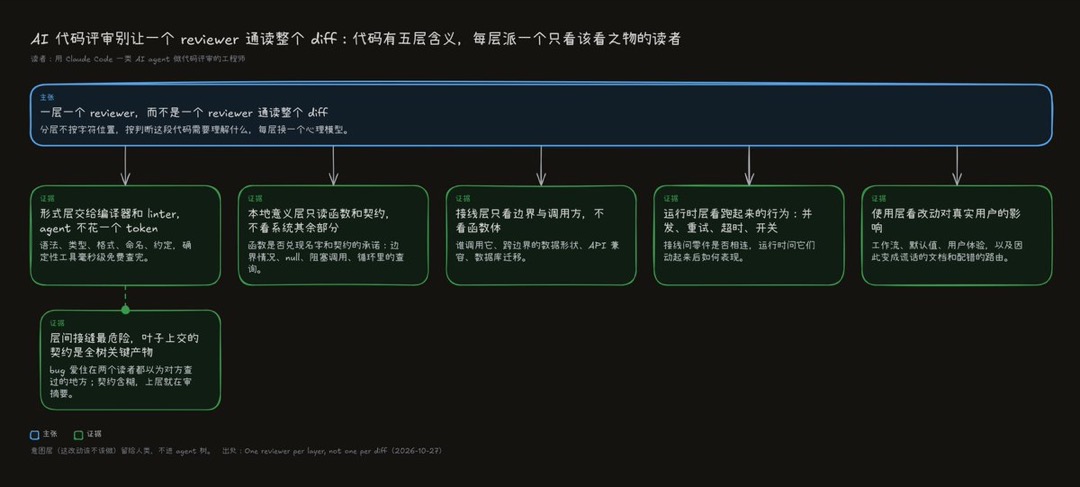 AI 代码评审别让一个 reviewer 通读整个 diff：代码有五层含义，每层派一个只看该看之物的读者
读者：用 Claude Code 一类 AI agent 做代码评审的工程师
主张
一层一个 reviewer，而不是一个 reviewer 通读整个 diff
分层不按字符位置，按判断这段代码需要理解什么，每层换一个心理模型。
证据
形式层交给编译器和 linter，
agent 不花一个 token
语法、类型、格式、命名、约定，确
定性工具毫秒级免费查完。
证据
本地意义层只读函数和契约，
不看系统其余部分
函数是否兑现名字和契约的承诺：边
界情况、null、阻塞调用、循环里的查
询。
证据
接线层只看边界与调用方，不
看函数体
谁调用它、跨边界的数据形状、API 兼
容、数据库迁移。
证据
运行时层看跑起来的行为：并
发、重试、超时、开关
接线问零件是否相连，运行时问它们
动起来后如何表现。
证据
使用层看改动对真实用户的影
响
工作流、默认值、用户体验，以及因
此变成谎话的文档和配错的路由。
证据
层间接缝最危险，叶子上交的
契约是全树关键产物
bug 爱住在两个读者都以为对方查
过的地方；契约含糊，上层就在审
摘要。
主张
证据
意图层（这改动该不该做）留给人类，不进 agent 树。 出处：One reviewer per layer, not one per diff（2026-10-27）